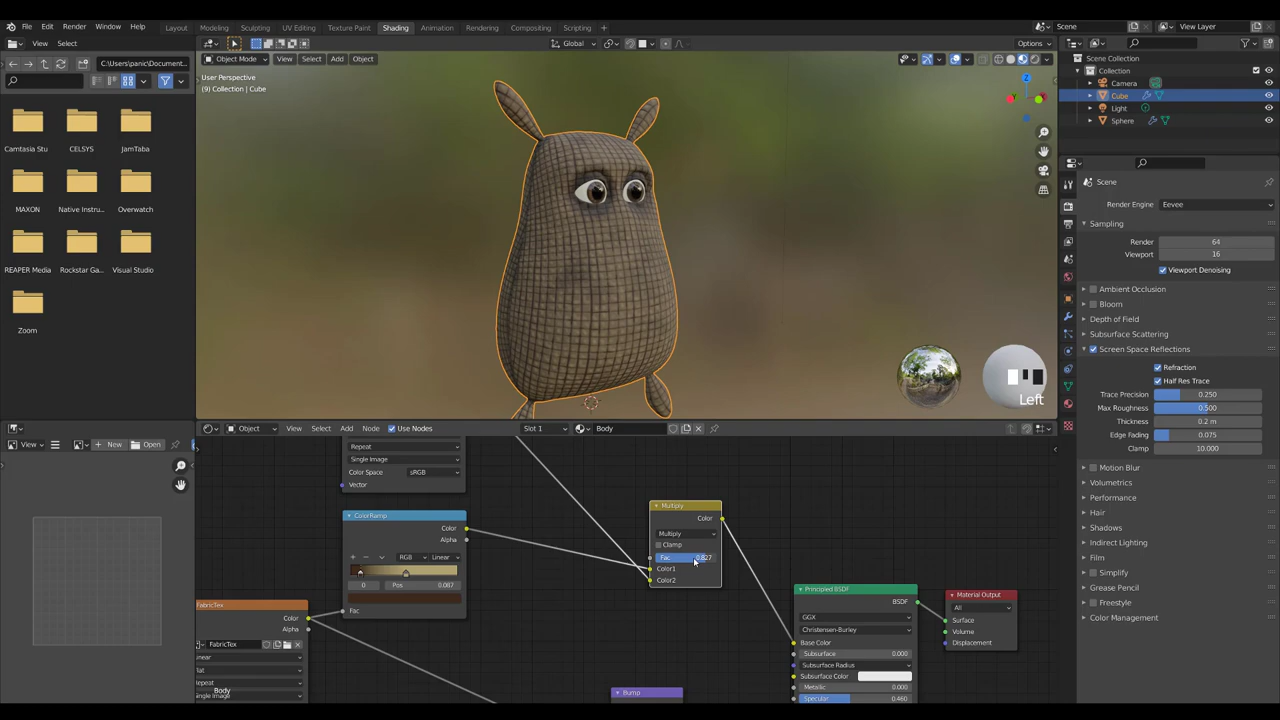 File Edit Render Window Help Layout Modeling Sculpting UV Editing Texture Paint Shading Animation Rendering Compositing Scripting Scene View Layer
View Select Global Options
C:\Users\panic\Document... Object Mode View Select Add Object
User Perspective
(9) Collection | Cube
Z
Camtasia Stu CELSYS JamTaba
MAXON Native Instru... Overwatch
REAPER Media Rockstar Ga... Visual Studio
Zoom
Left
Scene Collection
Collection
Camera
Cube
Light
Sphere
Scene
Render Engine Eevee
Sampling
Render 64
Viewport 16
Viewport Denoising
Ambient Occlusion
Bloom
Depth of Field
Subsurface Scattering
Screen Space Reflections
Refraction
Half Res Trace
Trace Precision 0.250
Max Roughness 0.500
Thickness 0.2 m
Edge Fading 0.075
Clamp 10.000
Motion Blur
Volumetrics
Performance
Hair
Shadows
Indirect Lighting
Film
Simplify
Grease Pencil
Freestyle
Color Management
View New Open Object View Select Add Node Use Nodes Slot 1 Body
Repeat
Single Image
Color Space sRGB
Vector
ColorRamp
Color
Alpha
RGB Linear
0 Pos 0.087
Fac
FabricTex
Color
Alpha
FabricTex
Body
Multiply
Color
Multiply
Clamp
Fac 0.827
Color1
Color2
Bump
Principled BSDF
BSDF
GGX
Christensen-Burley
Base Color
Subsurface 0.000
Subsurface Radius
Subsurface Color
Metallic 0.000
Specular 0.460
Material Output
All
Surface
Volume
Displacement